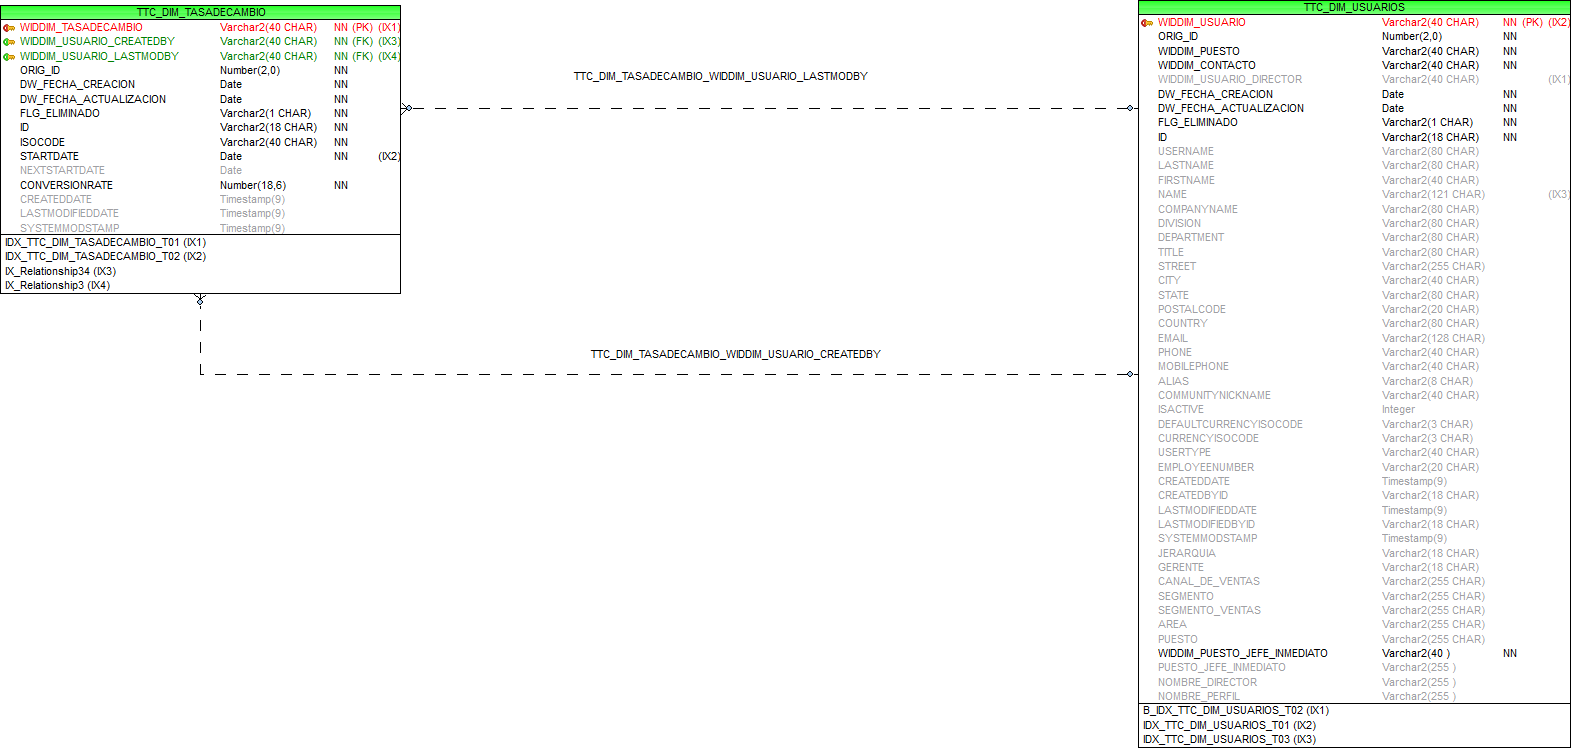 TTC_DIM_TASADECAMBIO
WIDDIM_TASADECAMBIO Varchar2(40 CHAR) NN (PK) (IX1)
WIDDIM_USUARIO_CREATEDBY Varchar2(40 CHAR) NN (FK) (IX3)
WIDDIM_USUARIO_LASTMODBY Varchar2(40 CHAR) NN (FK) (IX4)
ORIG_ID Number(2,0) NN
DW_FECHA_CREACION Date NN
DW_FECHA_ACTUALIZACION Date NN
FLG_ELIMINADO Varchar2(1 CHAR) NN
ID Varchar2(18 CHAR) NN
ISOCODE Varchar2(40 CHAR) NN
STARTDATE Date NN (IX2)
NEXTSTARTDATE Date
CONVERSIONRATE Number(18,6) NN
CREATEDDATE Timestamp(9)
LASTMODIFIEDDATE Timestamp(9)
SYSTEMMODSTAMP Timestamp(9)
IDX_TTC_DIM_TASADECAMBIO_T01 (IX1)
IDX_TTC_DIM_TASADECAMBIO_T02 (IX2)
IX_Relationship34 (IX3)
IX_Relationship3 (IX4)
TTC_DIM_TASADECAMBIO_WIDDIM_USUARIO_LASTMODBY
TTC_DIM_TASADECAMBIO_WIDDIM_USUARIO_CREATEDBY
TTC_DIM_USUARIOS
WIDDIM_USUARIO Varchar2(40 CHAR) NN (PK) (IX2)
ORIG_ID Number(2,0) NN
WIDDIM_PUESTO Varchar2(40 CHAR) NN
WIDDIM_CONTACTO Varchar2(40 CHAR) NN
WIDDIM_USUARIO_DIRECTOR Varchar2(40 CHAR) (IX1)
DW_FECHA_CREACION Date NN
DW_FECHA_ACTUALIZACION Date NN
FLG_ELIMINADO Varchar2(1 CHAR) NN
ID Varchar2(18 CHAR) NN
USERNAME Varchar2(80 CHAR)
LASTNAME Varchar2(80 CHAR)
FIRSTNAME Varchar2(40 CHAR)
NAME Varchar2(121 CHAR) (IX3)
COMPANYNAME Varchar2(80 CHAR)
DIVISION Varchar2(80 CHAR)
DEPARTMENT Varchar2(80 CHAR)
TITLE Varchar2(80 CHAR)
STREET Varchar2(255 CHAR)
CITY Varchar2(40 CHAR)
STATE Varchar2(80 CHAR)
POSTALCODE Varchar2(20 CHAR)
COUNTRY Varchar2(80 CHAR)
EMAIL Varchar2(128 CHAR)
PHONE Varchar2(40 CHAR)
MOBILEPHONE Varchar2(40 CHAR)
ALIAS Varchar2(8 CHAR)
COMMUNITYNICKNAME Varchar2(40 CHAR)
ISACTIVE Integer
DEFAULTCURRENCYISOCODE Varchar2(3 CHAR)
CURRENCYISOCODE Varchar2(3 CHAR)
USERTYPE Varchar2(40 CHAR)
EMPLOYEENUMBER Varchar2(20 CHAR)
CREATEDDATE Timestamp(9)
CREATEDBYID Varchar2(18 CHAR)
LASTMODIFIEDDATE Timestamp(9)
LASTMODIFIEDBYID Varchar2(18 CHAR)
SYSTEMMODSTAMP Timestamp(9)
JERARQUIA Varchar2(18 CHAR)
GERENTE Varchar2(18 CHAR)
CANAL_DE_VENTAS Varchar2(255 CHAR)
SEGMENTO Varchar2(255 CHAR)
SEGMENTO_VENTAS Varchar2(255 CHAR)
AREA Varchar2(255 CHAR)
PUESTO Varchar2(255 CHAR)
WIDDIM_PUESTO_JEFE_INMEDIATO Varchar2(40 ) NN
PUESTO_JEFE_INMEDIATO Varchar2(255 )
NOMBRE_DIRECTOR Varchar2(255 )
NOMBRE_PERFIL Varchar2(255 )
B_IDX_TTC_DIM_USUARIOS_T02 (IX1)
IDX_TTC_DIM_USUARIOS_T01 (IX2)
IDX_TTC_DIM_USUARIOS_T03 (IX3)